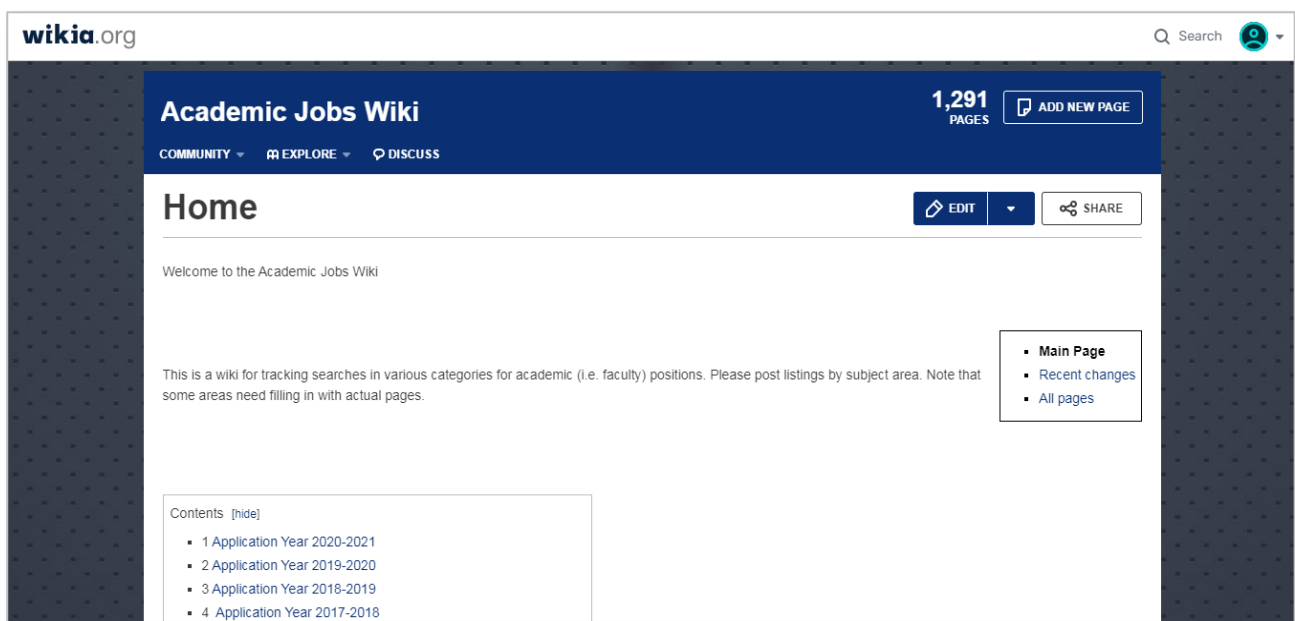 wikia.org
Search
Academic Jobs Wiki
1,291
PAGES
ADD NEW PAGE
COMMUNITY
EXPLORE
DISCUSS
Home
EDIT
SHARE
Welcome to the Academic Jobs Wiki
Main Page
Recent changes
All pages
This is a wiki for tracking searches in various categories for academic (i.e. faculty) positions. Please post listings by subject area. Note that
some areas need filling in with actual pages.
Contents [hide]
1 Application Year 2020-2021
2 Application Year 2019-2020
3 Application Year 2018-2019
4 Application Year 2017-2018